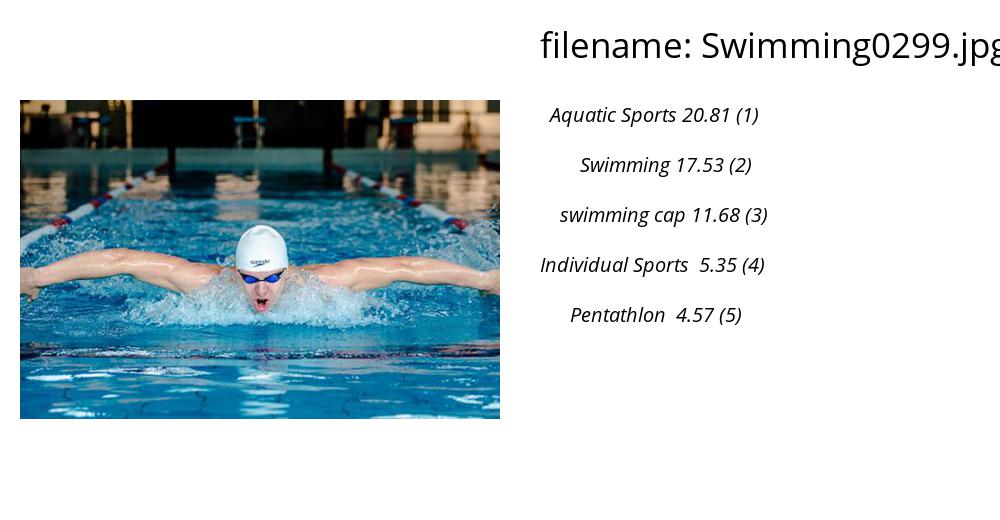 filename: Swimming0299.jpg
Aquatic Sports 20.81 (1)
Swimming 17.53 (2)
swimming cap 11.68 (3)
speedo
Individual Sports 5.35 (4)
Pentathlon 4.57 (5)